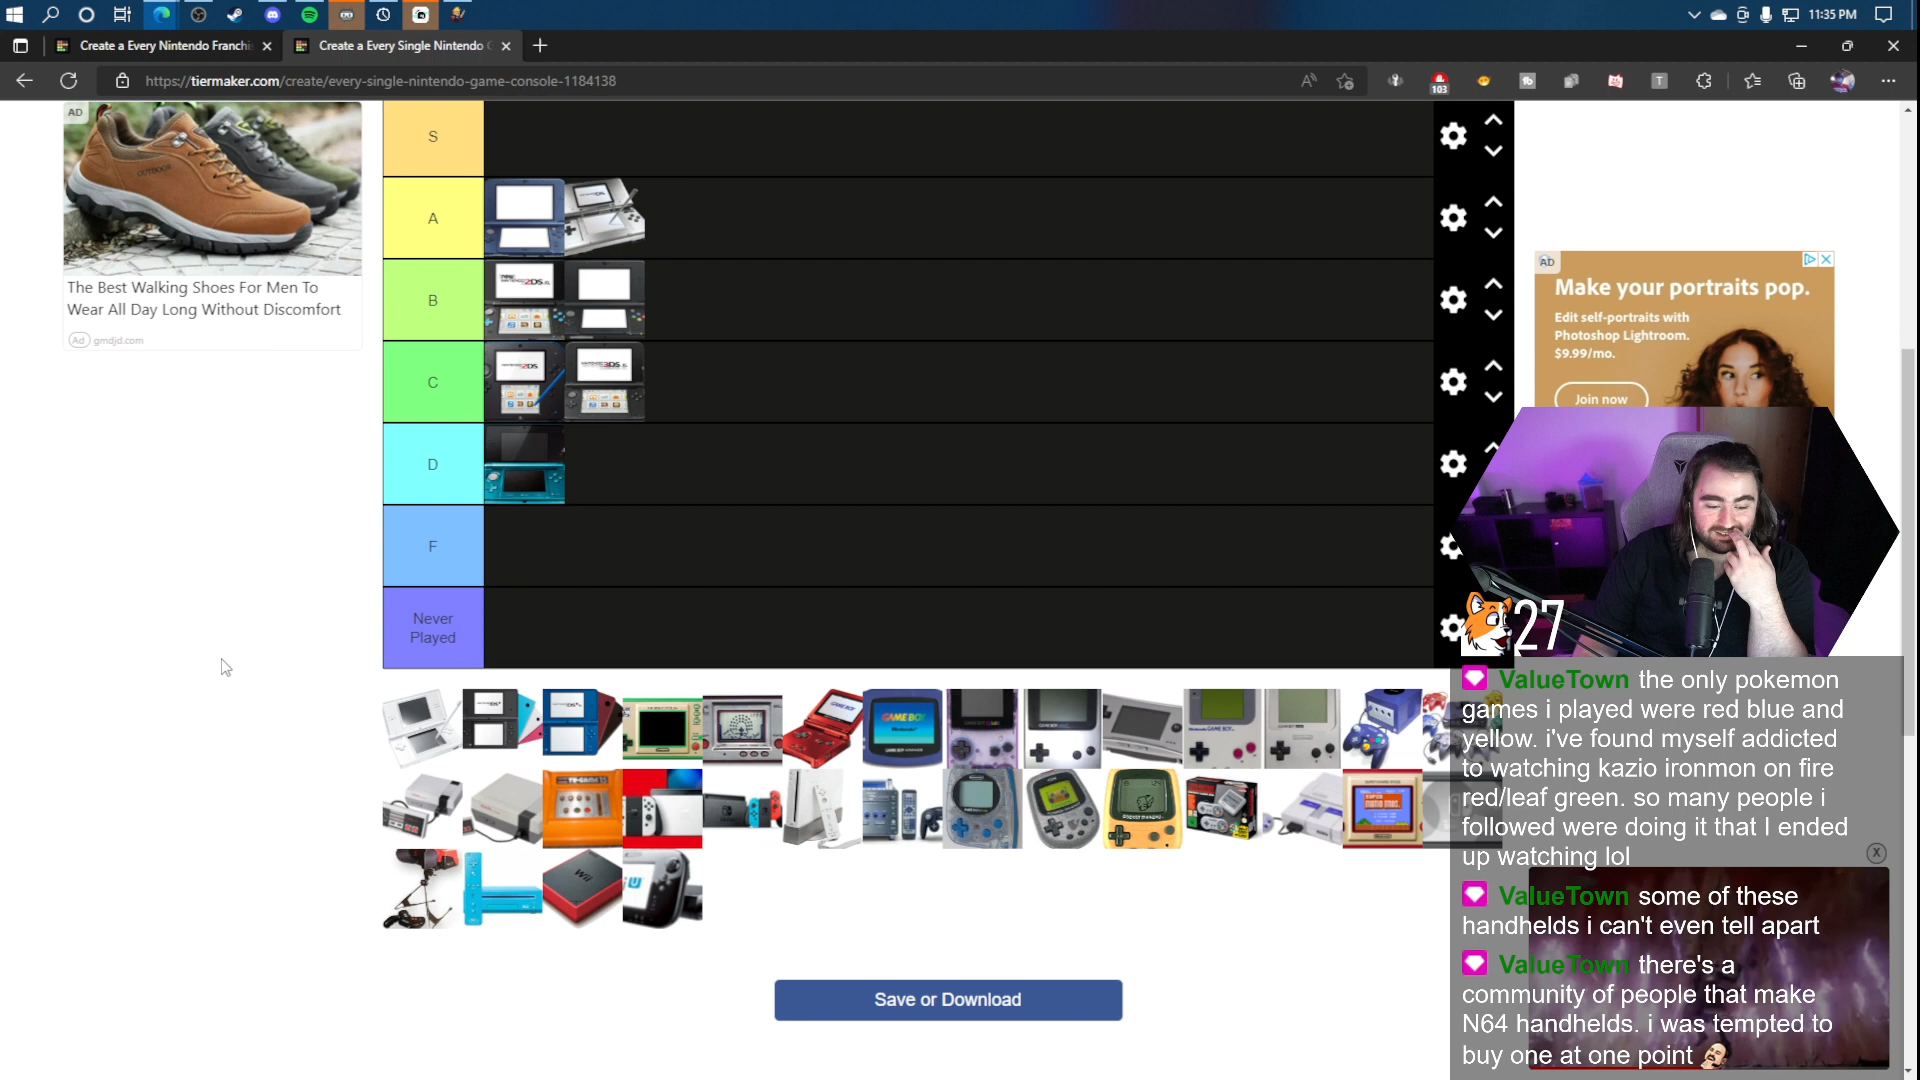 11:35 PM
Create a Every Nintendo Franchi
Create a Every Single Nintendo
https://tiermaker.com/create/every-single-nintendo-game-console-1184138
103
AD
The Best Walking Shoes For Men To
Wear All Day Long Without Discomfort
Ad gmdjd.com
S
A
B
C
D
F
Never
Played
AD
Make your portraits pop.
Edit self-portraits with
Photoshop Lightroom.
$9.99/mo.
Join now
27
ValueTown the only pokemon
games i played were red blue and
yellow. i've found myself addicted
to watching kazio ironmon on fire
red/leaf green. so many people i
followed were doing it that I ended
up watching lol
ValueTown some of these
handhelds i can't even tell apart
ValueTown there's a
community of people that make
N64 handhelds. i was tempted to
buy one at one point
Save or Download